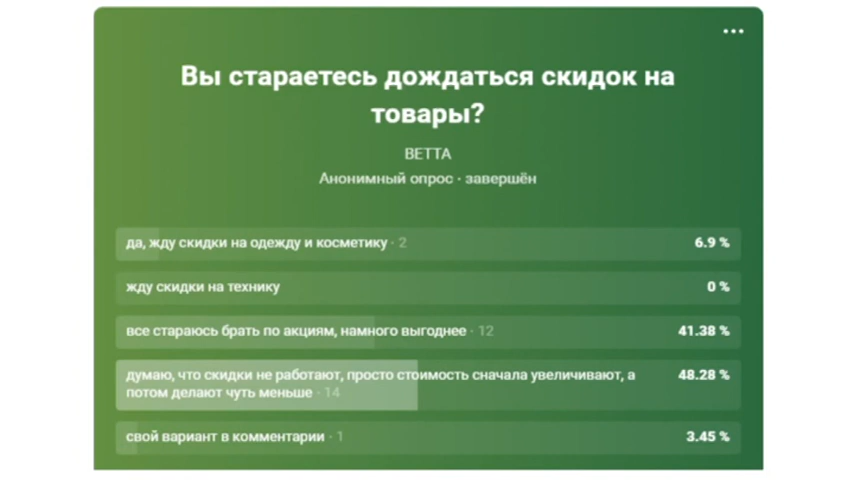 Вы стараетесь дождаться скидок на
товары?
ВЕТТА
Анонимный опрос · завершён
да, жду скидки на одежду и косметику · 2 6.9 %
жду скидки на технику 0 %
все стараюсь брать по акциям, намного выгоднее · 12 41.38 %
думаю, что скидки не работают, просто стоимость сначала увеличивают, а 48.28 %
потом делают чуть меньше · 14
свой вариант в комментарии · 1 3.45 %